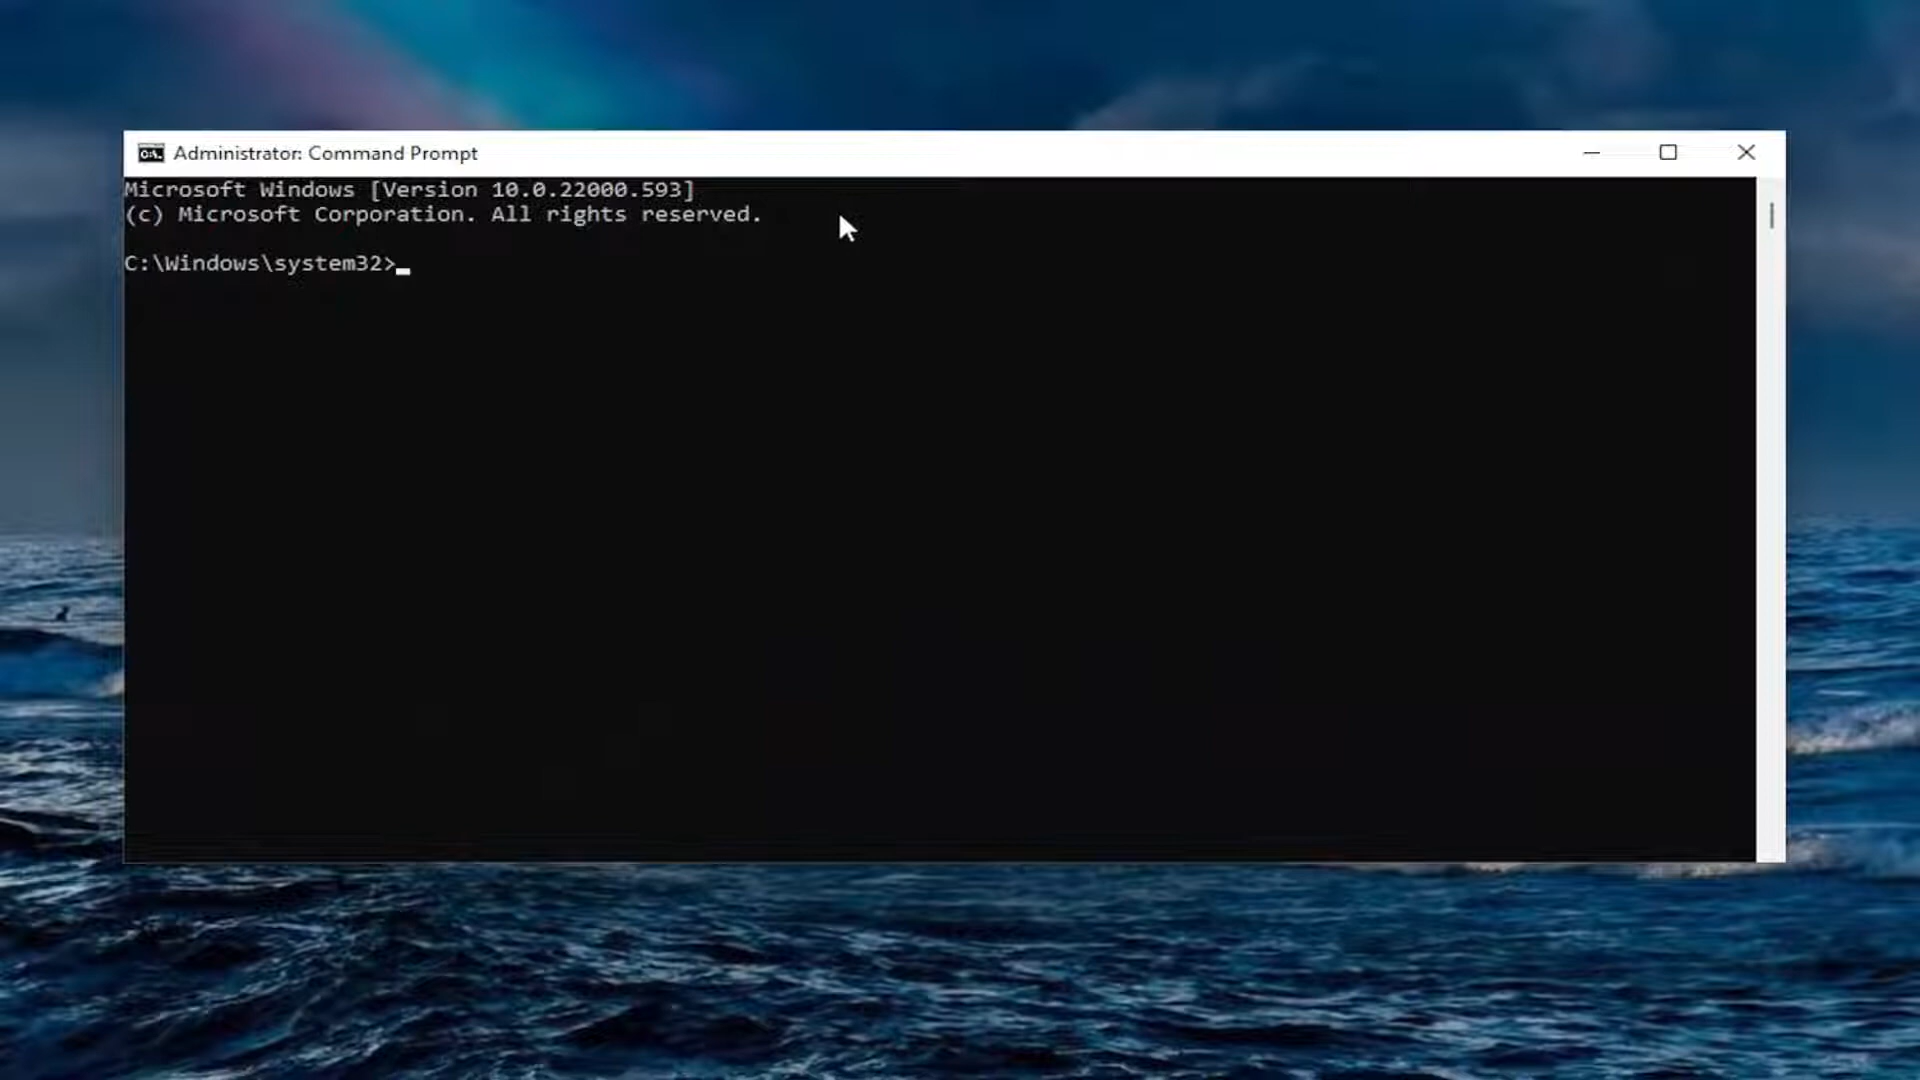 Administrator: Command Prompt
Microsoft Windows [Version 10.0.22000.593]
(c) Microsoft Corporation. All rights reserved.
C:\Windows\system32>